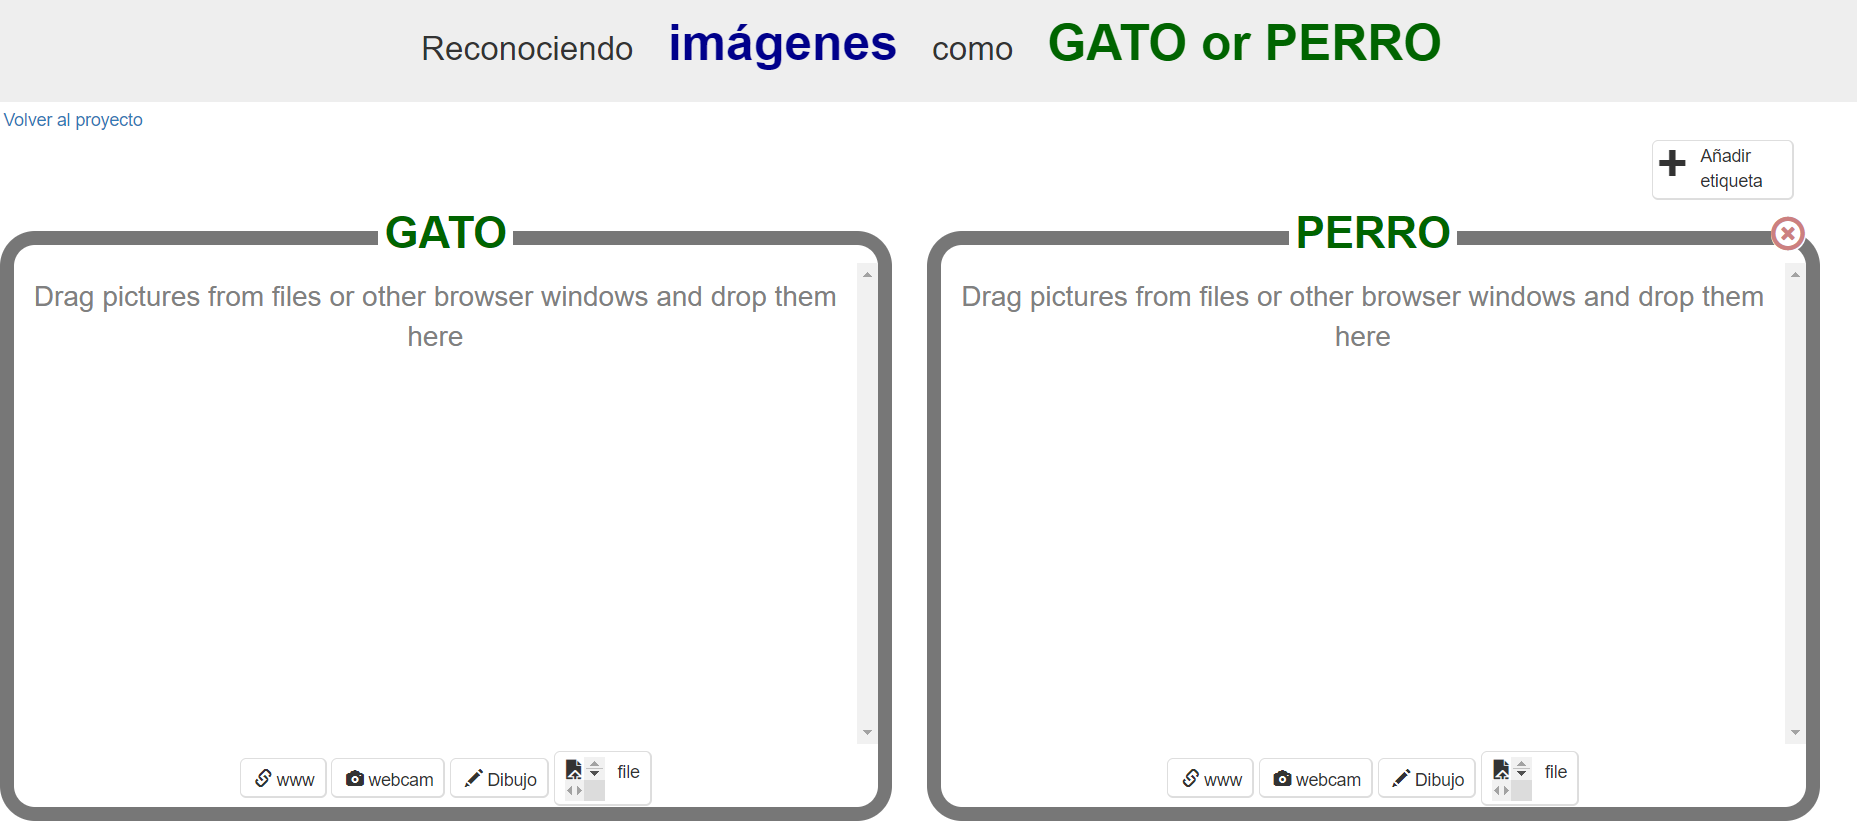 Reconociendo imágenes como GATO or PERRO
Volver al proyecto
Añadir
etiqueta
GATO
Drag pictures from files or other browser windows and drop them
here
www webcam Dibujo file
PERRO
Drag pictures from files or other browser windows and drop them
here
www webcam Dibujo file